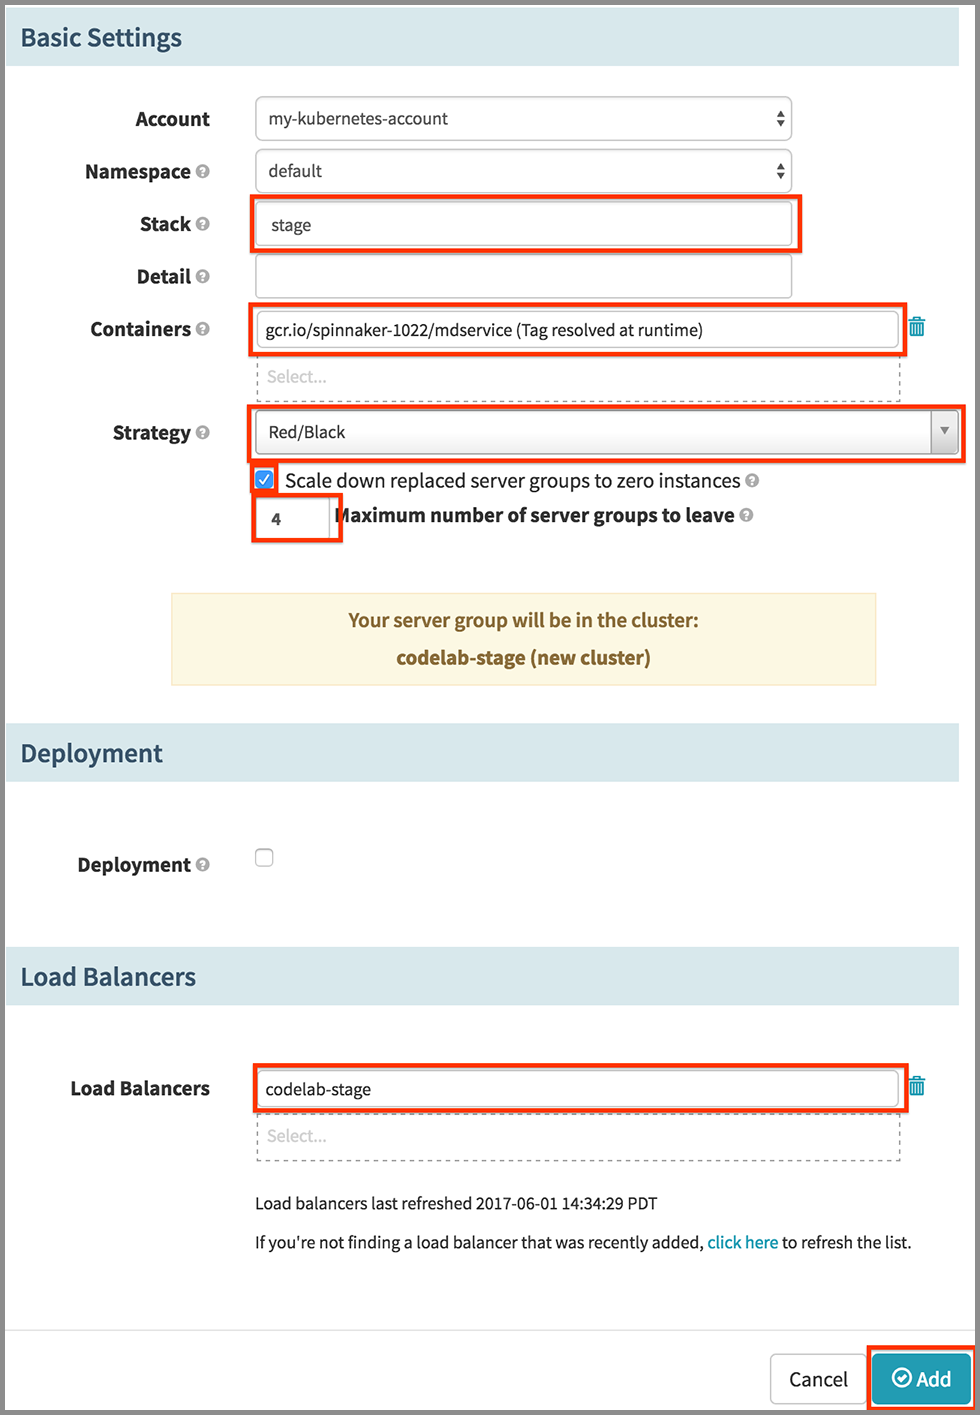 Basic Settings
Account my-kubernetes-account
Namespace default
Stack stage
Detail
Containers gcr.io/spinnaker-1022/mdservice (Tag resolved at runtime)
Select...
Strategy Red/Black
Scale down replaced server groups to zero instances
4 Maximum number of server groups to leave
Your server group will be in the cluster:
codelab-stage (new cluster)
Deployment
Deployment
Load Balancers
Load Balancers codelab-stage
Select...
Load balancers last refreshed 2017-06-01 14:34:29 PDT
If you're not finding a load balancer that was recently added, click here to refresh the list.
Cancel Add